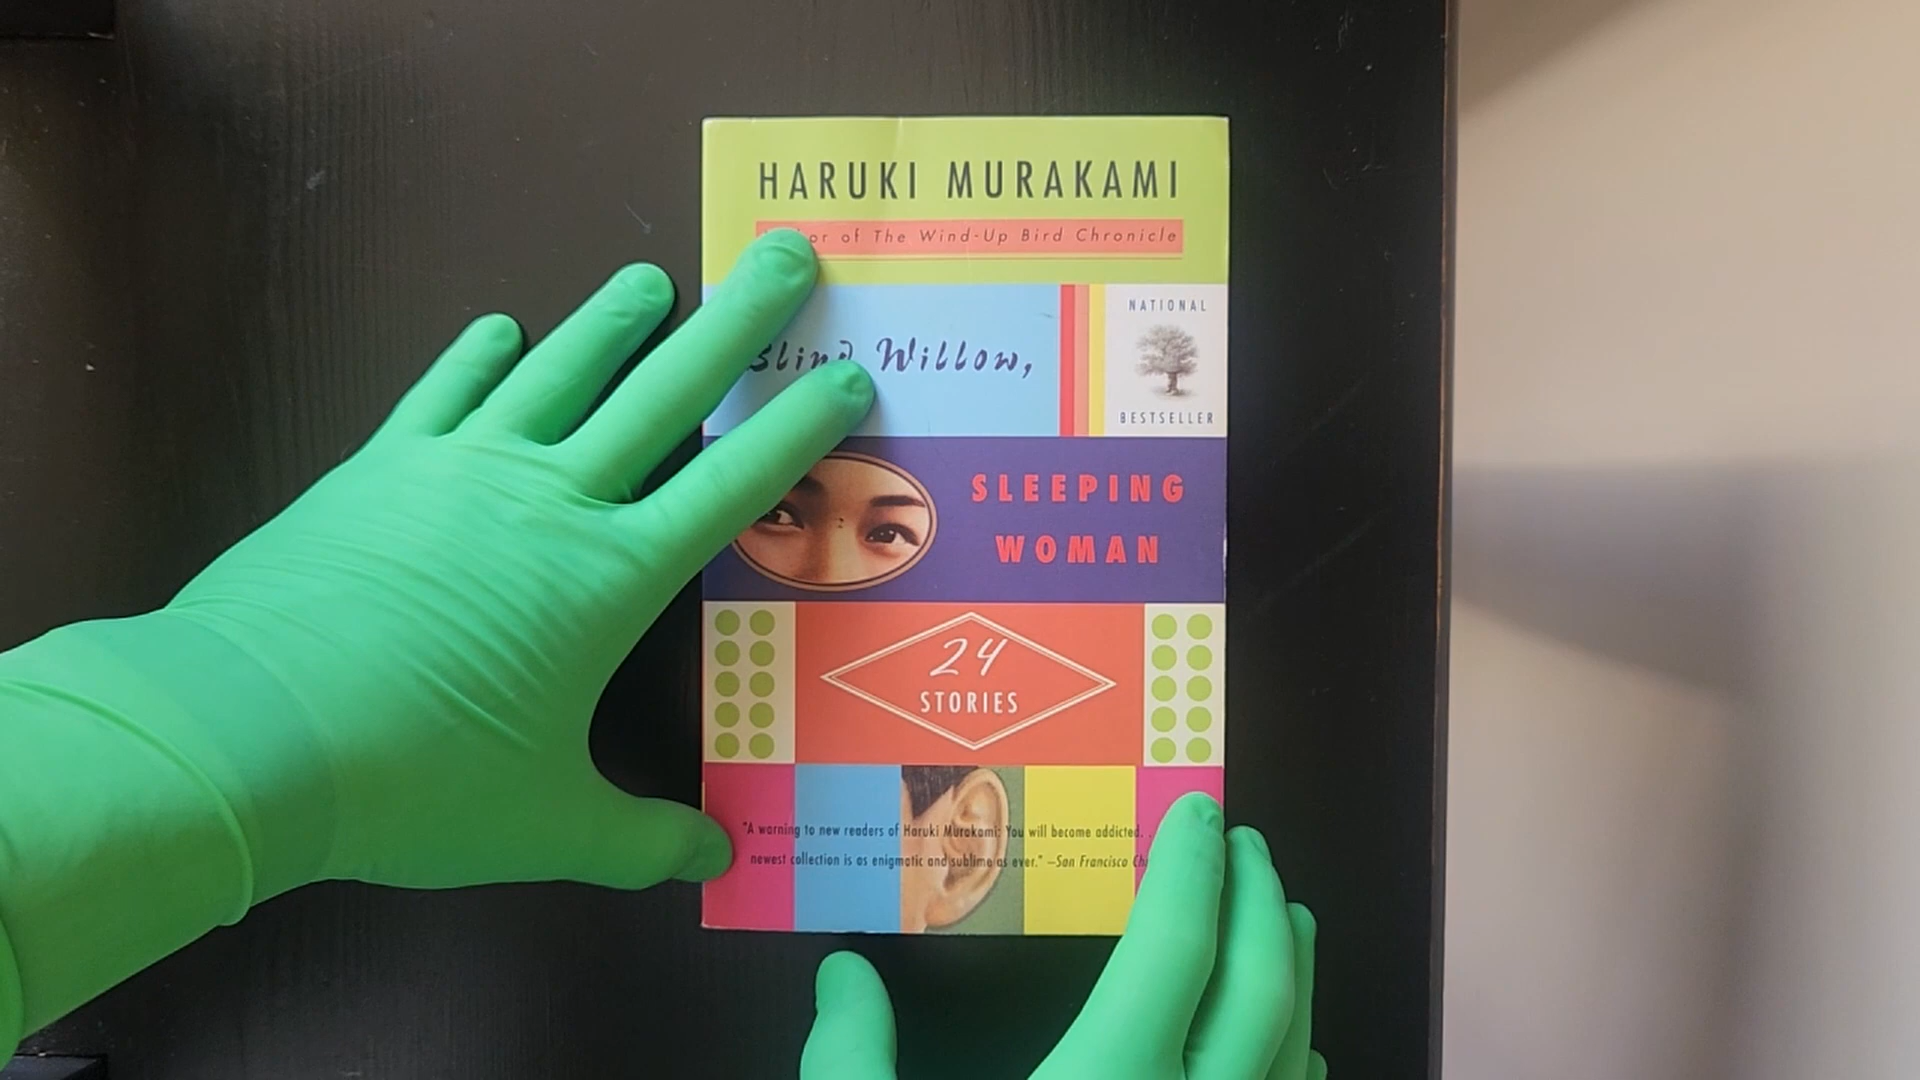 HARUKI MURAKAMI
of The Wind-Up Bird Chronicle
Blind Willow,
NATIONAL
BESTSELLER
SLEEPING
WOMAN
24
STORIES
"A warning to new readers of Haruki Murakami: You will become addicted. .
newest collection is as enigmatic and sublime as ever." —San Francisco